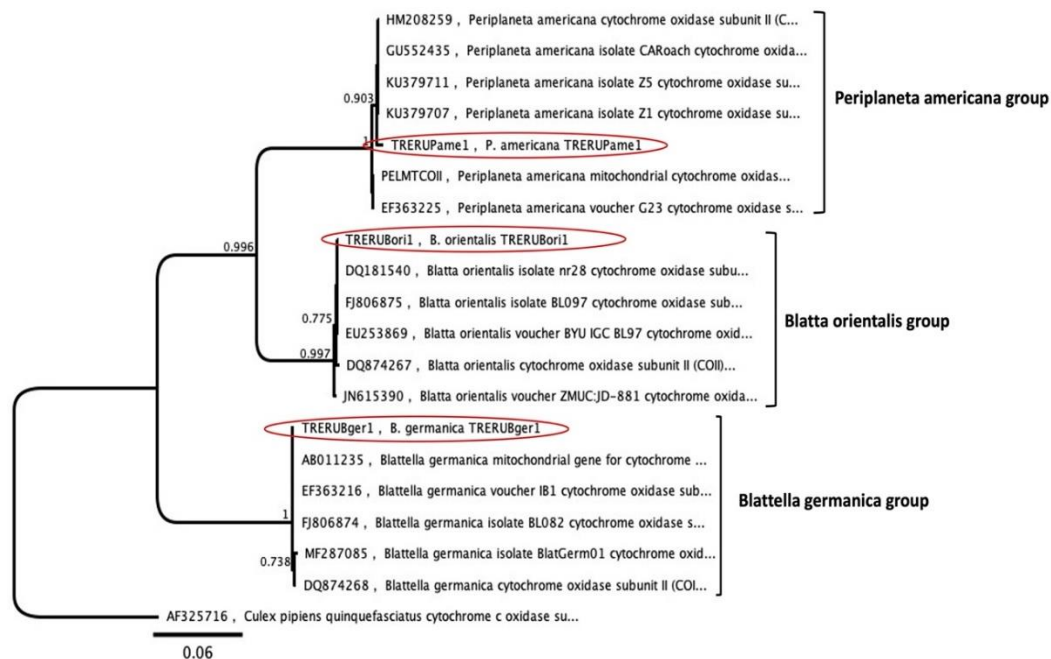 HM208259 , Periplaneta americana cytochrome oxidase subunit II (C...
GU552435 , Periplaneta americana isolate CARoach cytochrome oxida...
KU379711 , Periplaneta americana isolate Z5 cytochrome oxidase su...
0.903
Periplaneta americana group
KU379707 , Periplaneta americana isolate Z1 cytochrome oxidase su...
1
TRERUPame1 , P. americana TRERUPame1
PELMTCOII , Periplaneta americana mitochondrial cytochrome oxidas...
EF363225 , Periplaneta americana voucher G23 cytochrome oxidase s...
0.996
TRERUBori1 , B. orientalis TRERUBori1
DQ181540 , Blatta orientalis isolate nr28 cytochrome oxidase subu...
FJ806875 , Blatta orientalis isolate BL097 cytochrome oxidase sub...
0.775
Blatta orientalis group
EU253869 , Blatta orientalis voucher BYU IGC BL97 cytochrome oxid...
0.997
DQ874267 , Blatta orientalis cytochrome oxidase subunit II (COII)...
JN615390 , Blatta orientalis voucher ZMUC:JD-881 cytochrome oxida...
TRERUBger1 , B. germanica TRERUBger1
AB011235 , Blattella germanica mitochondrial gene for cytochrome ...
EF363216 , Blattella germanica voucher IB1 cytochrome oxidase sub...
Blattella germanica group
1
FJ806874 , Blattella germanica isolate BL082 cytochrome oxidase s...
MF287085 , Blattella germanica isolate BlatGerm01 cytochrome oxid...
0.738
DQ874268 , Blattella germanica cytochrome oxidase subunit II (COI...
AF325716 , Culex pipiens quinquefasciatus cytochrome c oxidase su...
0.06